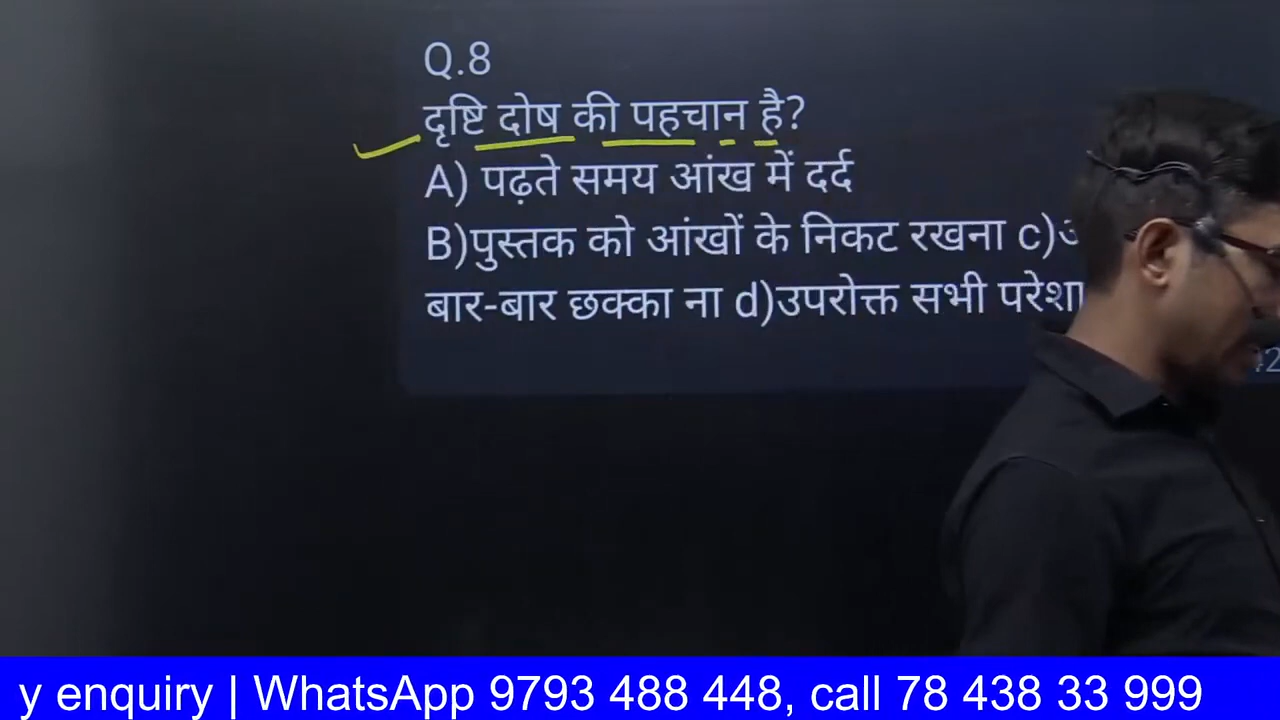 Q.8
दृष्टि दोष की पहचान है?
A) पढ़ते समय आंख में दर्द
B)पुस्तक को आंखों के निकट रखना c)
बार-बार छक्का ना d)उपरोक्त सभी
y enquiry | WhatsApp 9793 488 448, call 78 438 33 999